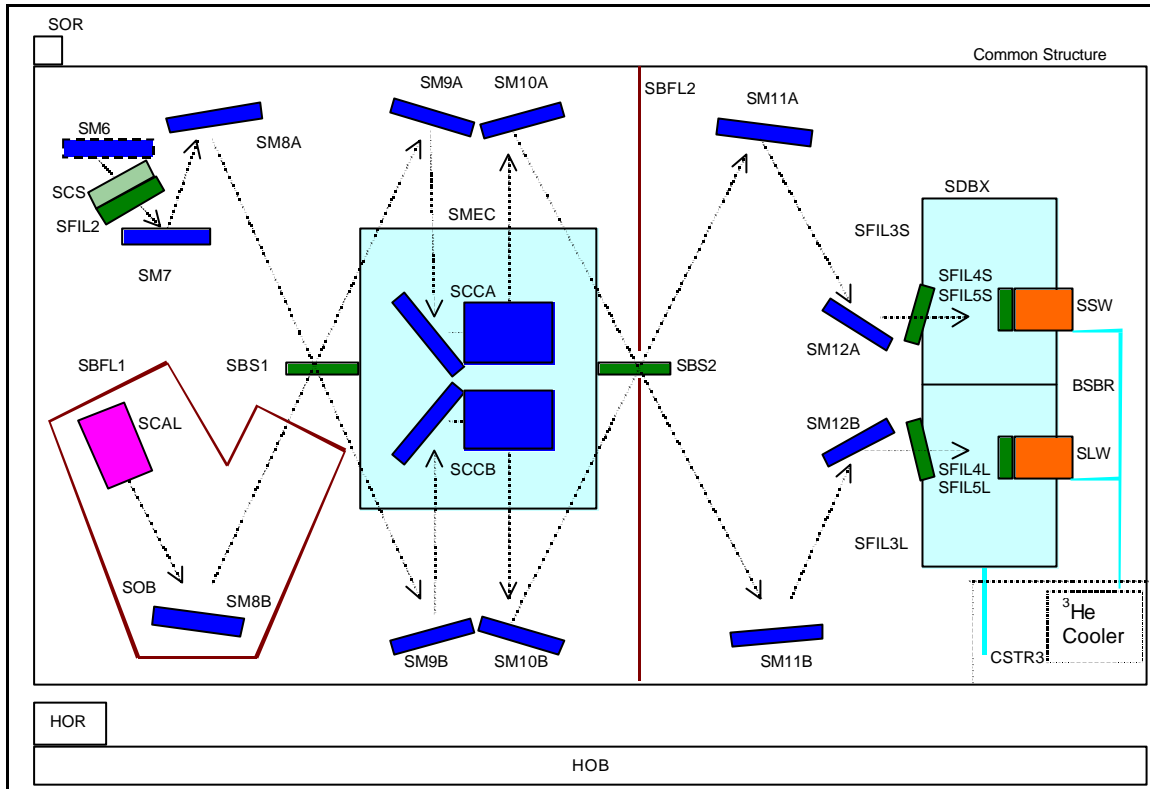 SOR
Common Structure
SM9A
SM10A
SBFL2
SM11A
SM6
SM8A
SCS
SFIL2
SM7
SMEC
SDBX
SFIL3S
SCCA
SFIL4S
SFIL5S
SSW
SBFL1
SBS1
SBS2
SM12A
BSBR
SCAL
SM12B
SCCB
SFIL4L
SFIL5L
SLW
SFIL3L
SOB
SM8B
3He
Cooler
SM9B
SM10B
SM11B
CSTR3
HOR
HOB